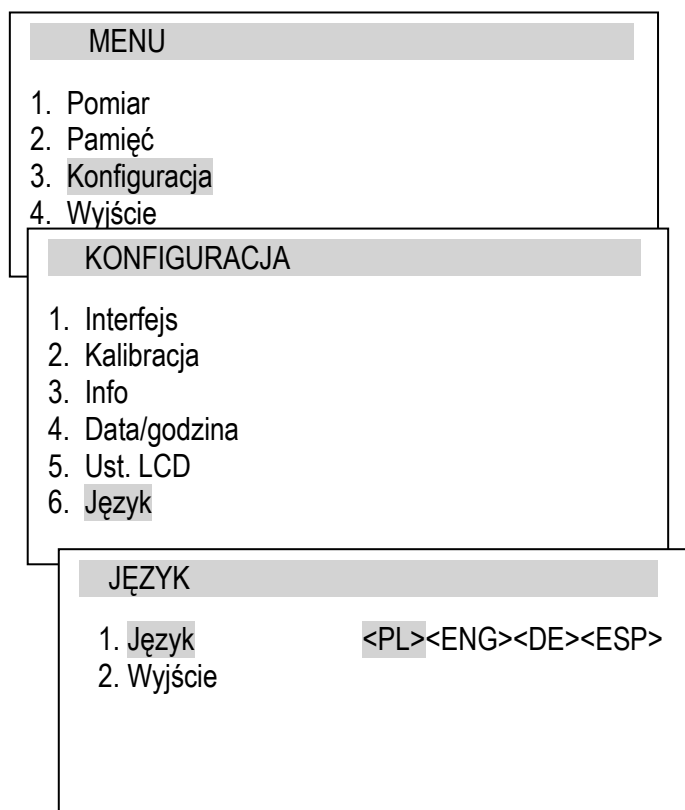 MENU
1. Pomiar
2. Pamięć
3. Konfiguracja
4. Wyjście
KONFIGURACJA
1. Interfejs
2. Kalibracja
3. Info
4. Data/godzina
5. Ust. LCD
6. Język
JĘZYK
1. Język <PL><ENG><DE><ESP>
2. Wyjście